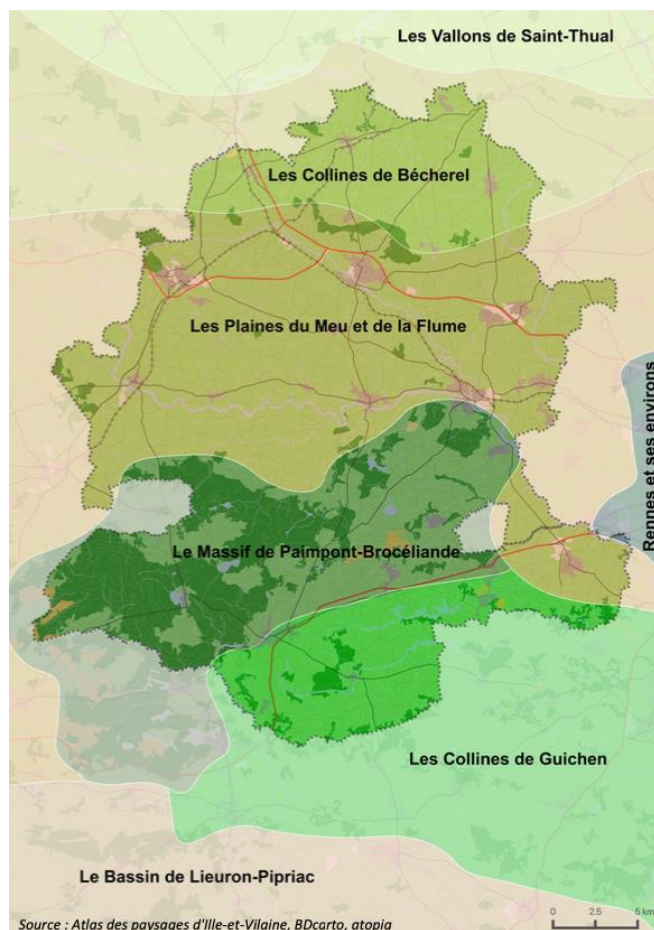 Les Vallons de Saint-Thual
Les Collines de Bécherel
Les Plaines du Meu et de la Flume
Rennes et ses environs
Le Massif de Paimpont-Brocéliande
Les Collines de Guichen
Le Bassin de Lieuron-Pipriac
Source : Atlas des paysages d'Ille-et-Vilaine, BDcarto, atopia
0 2.5 5 km